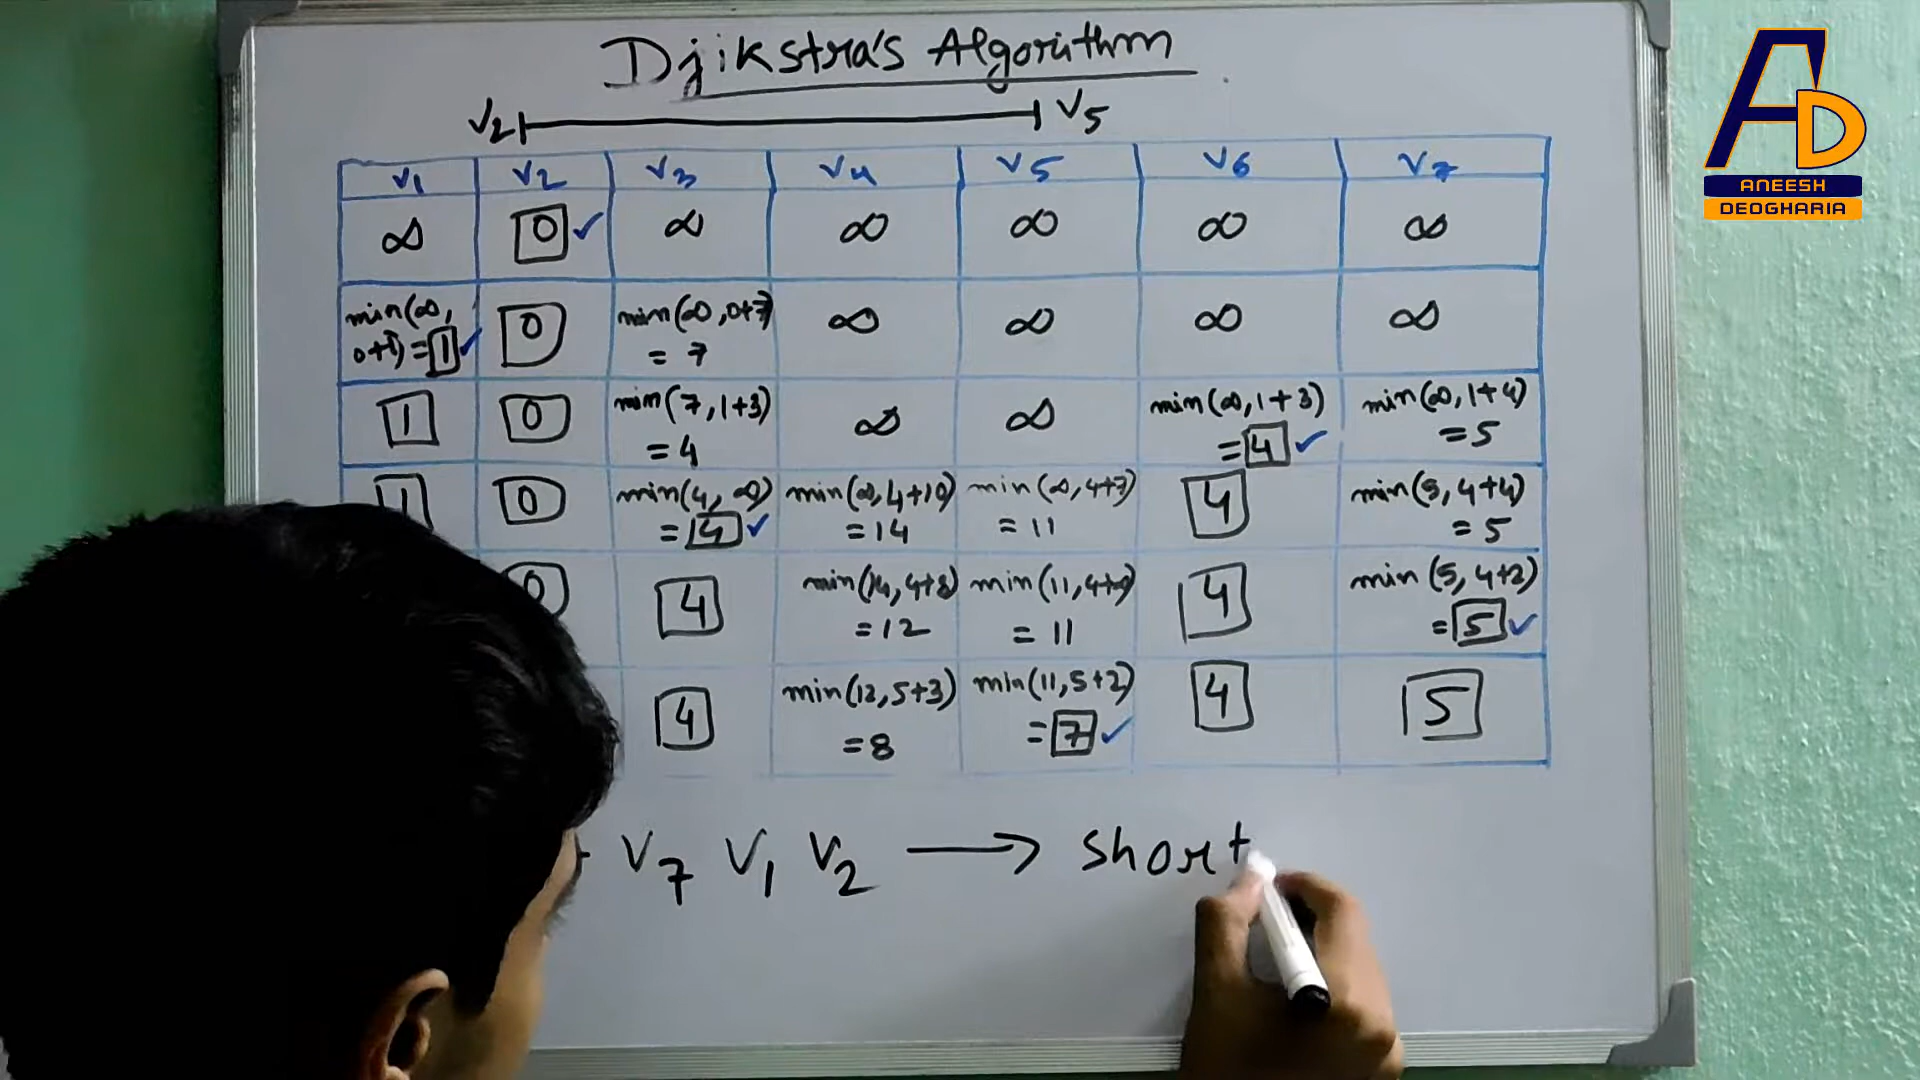 Djikstra's Algorithm
V2 V5
V1 V2 V3 V4 V5 V6 V7
∞ 0 ✓ ∞ ∞ ∞ ∞ ∞
min(∞, 0+1) = 1 ✓ 0 min(∞, 0+7) = 7 ∞ ∞ ∞ ∞
1 0 min(7, 1+3) = 4 ∞ ∞ min(∞, 1+3) = 4 ✓ min(∞, 1+4) = 5
1 0 min(4, ∞) = 4 ✓ min(∞, 4+10) = 14 min(∞, 4+7) = 11 4 min(5, 4+4) = 5
0 4 min(14, 4+8) = 12 min(11, 4+9) = 11 4 min(5, 4+2) = 5 ✓
4 min(12, 5+3) = 8 min(11, 5+2) = 7 ✓ 4 5
V7 V1 V2 → Short
AD
ANEESH
DEOGHARIA